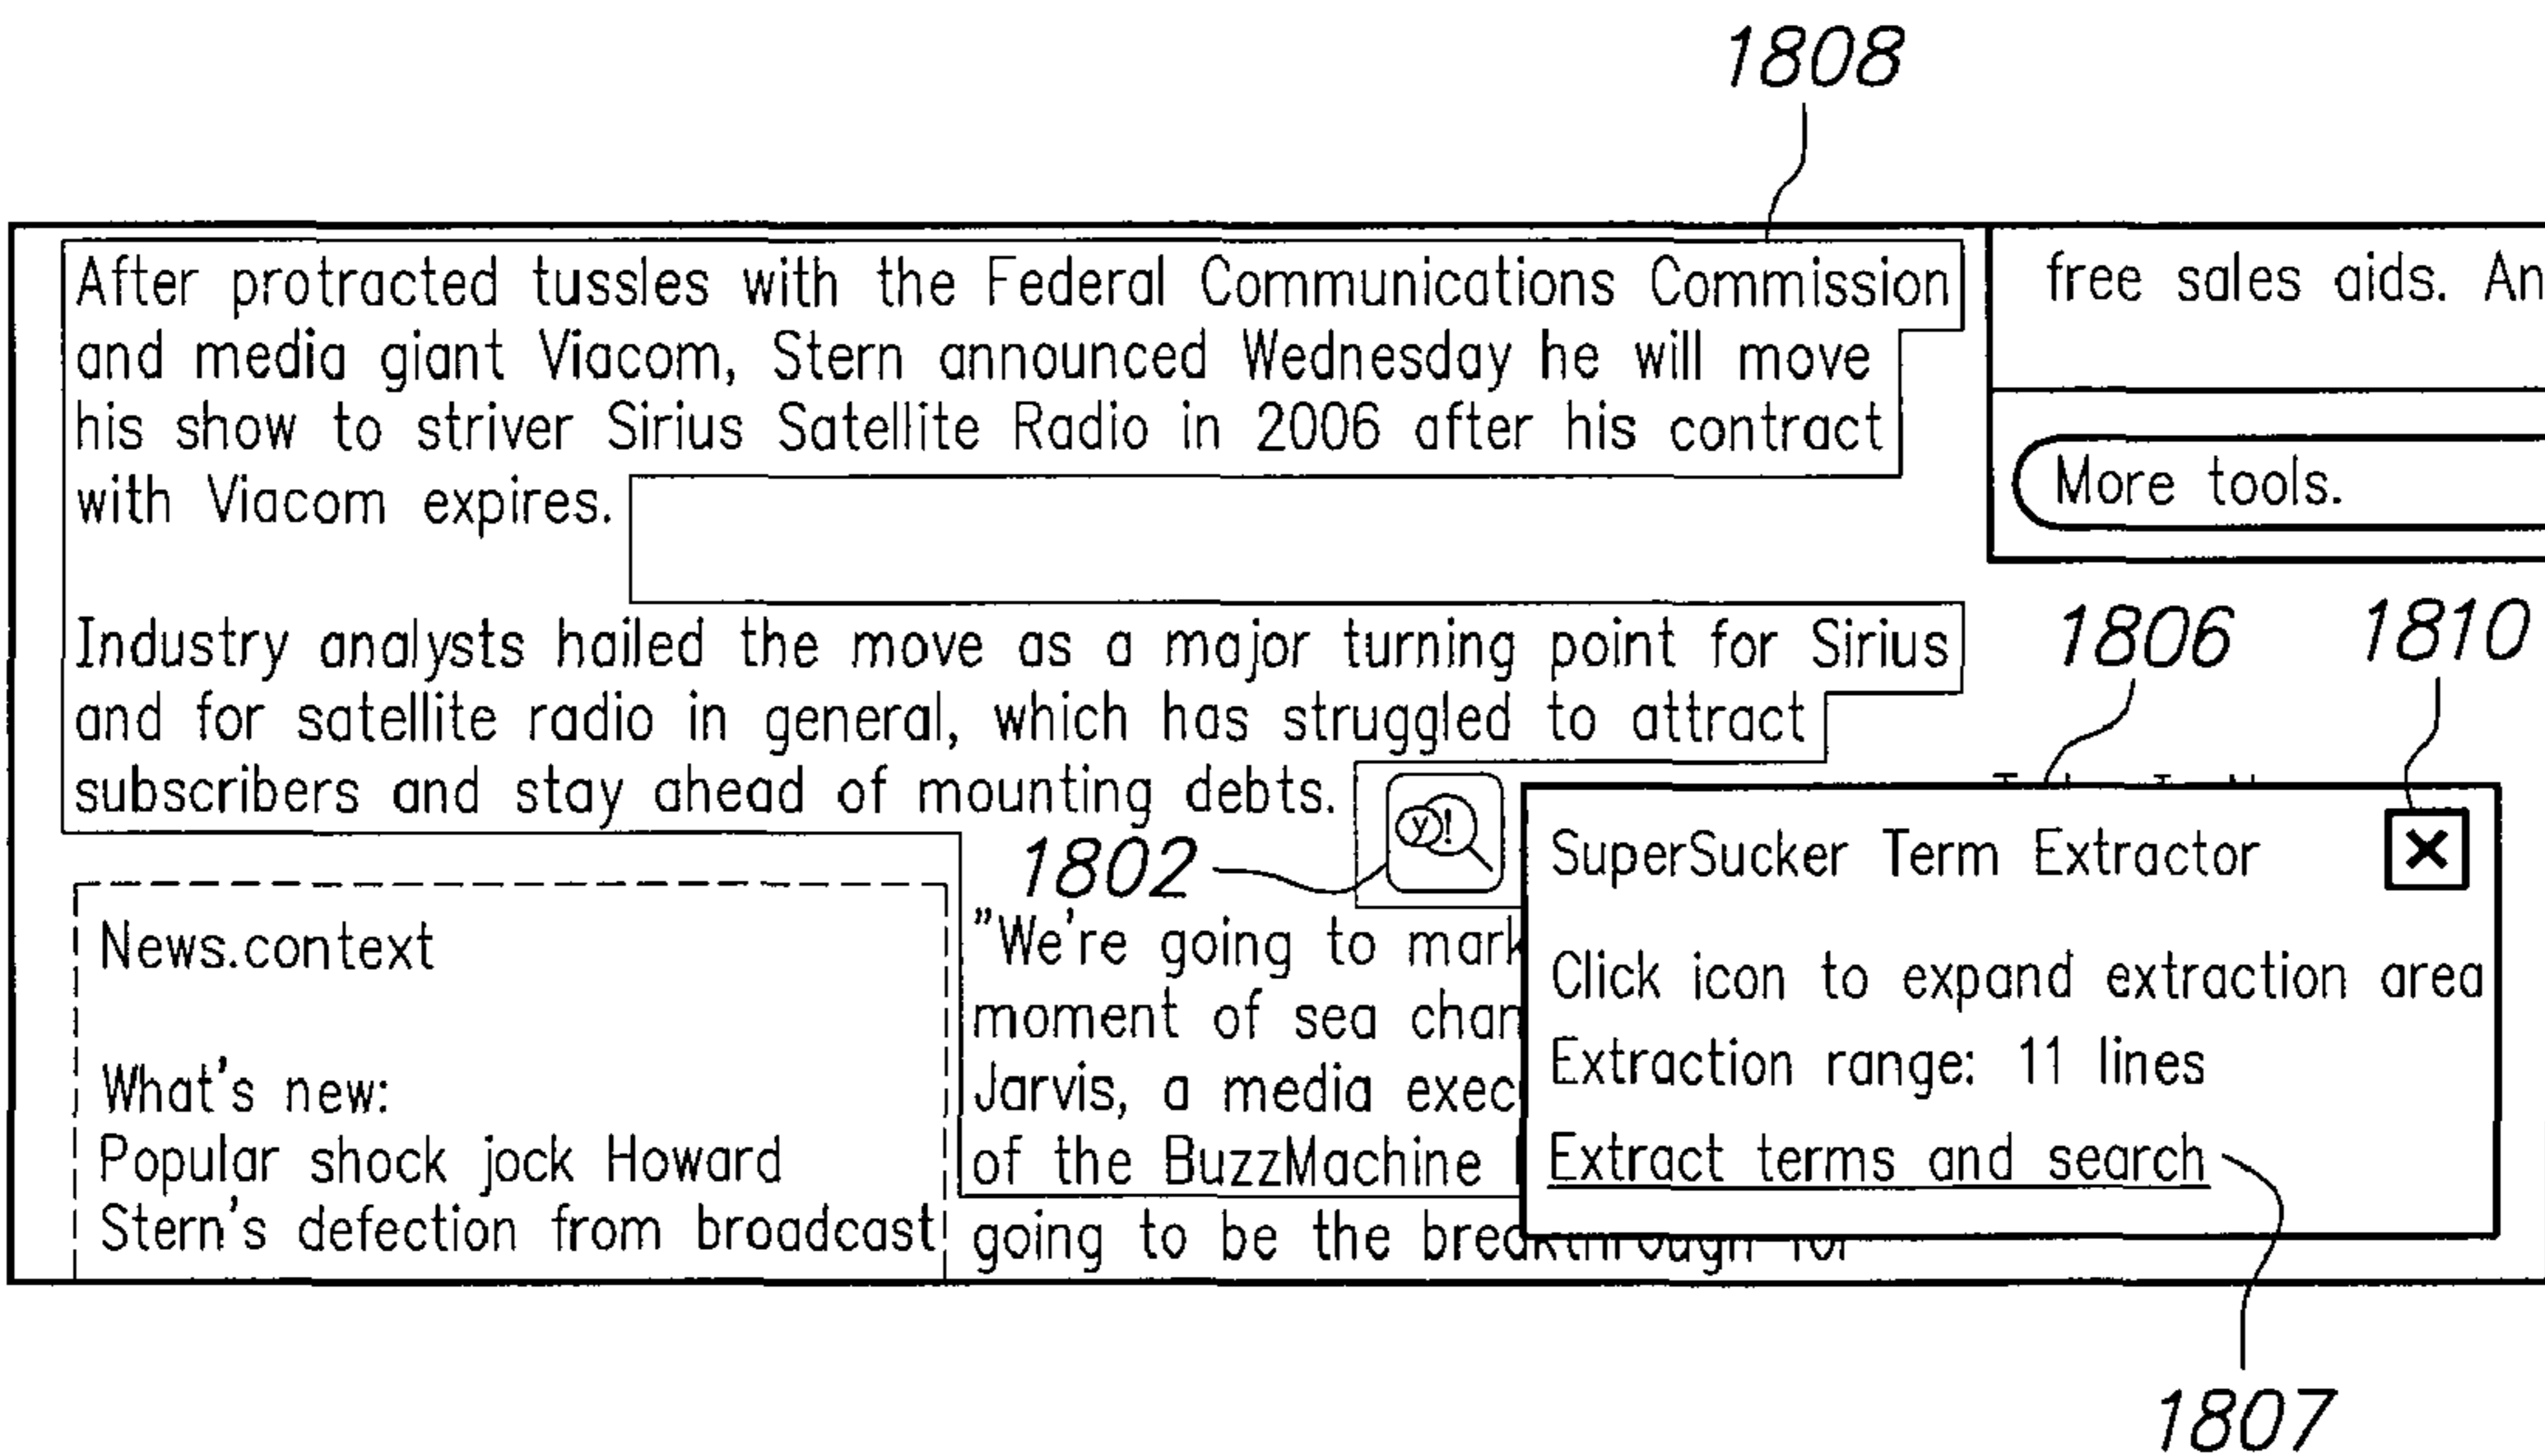 1808
After protracted tussles with the Federal Communications Commission
and media giant Viacom, Stern announced Wednesday he will move
his show to striver Sirius Satellite Radio in 2006 after his contract
with Viacom expires.
Industry analysts hailed the move as a major turning point for Sirius
and for satellite radio in general, which has struggled to attract
subscribers and stay ahead of mounting debts.
y!
1802
"We're going to mark
moment of sea chan
Jarvis, a media exec
of the BuzzMachine
going to be the breakthrough for
News.context
What's new:
Popular shock jock Howard
Stern's defection from broadcast
free sales aids. An
More tools.
1806
1810
SuperSucker Term Extractor
Click icon to expand extraction area
Extraction range: 11 lines
Extract terms and search
1807